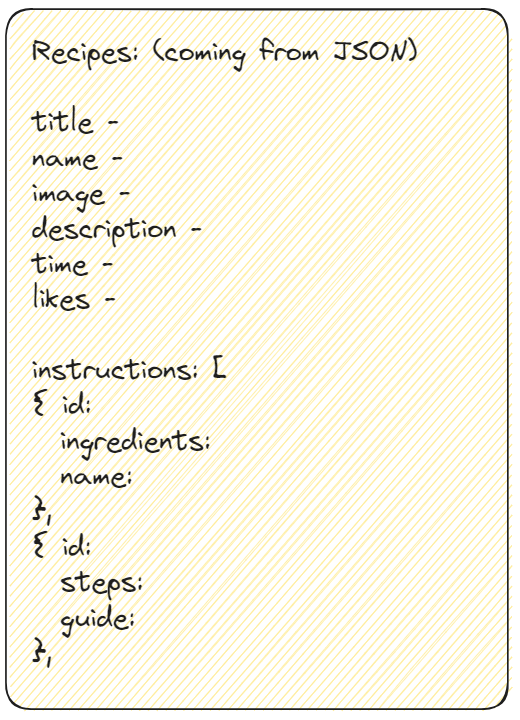 Recipes: (coming from JSON)
title -
name -
image -
description -
time -
likes -
instructions: [
{ id:
ingredients:
name:
},
{ id:
steps:
guide:
},